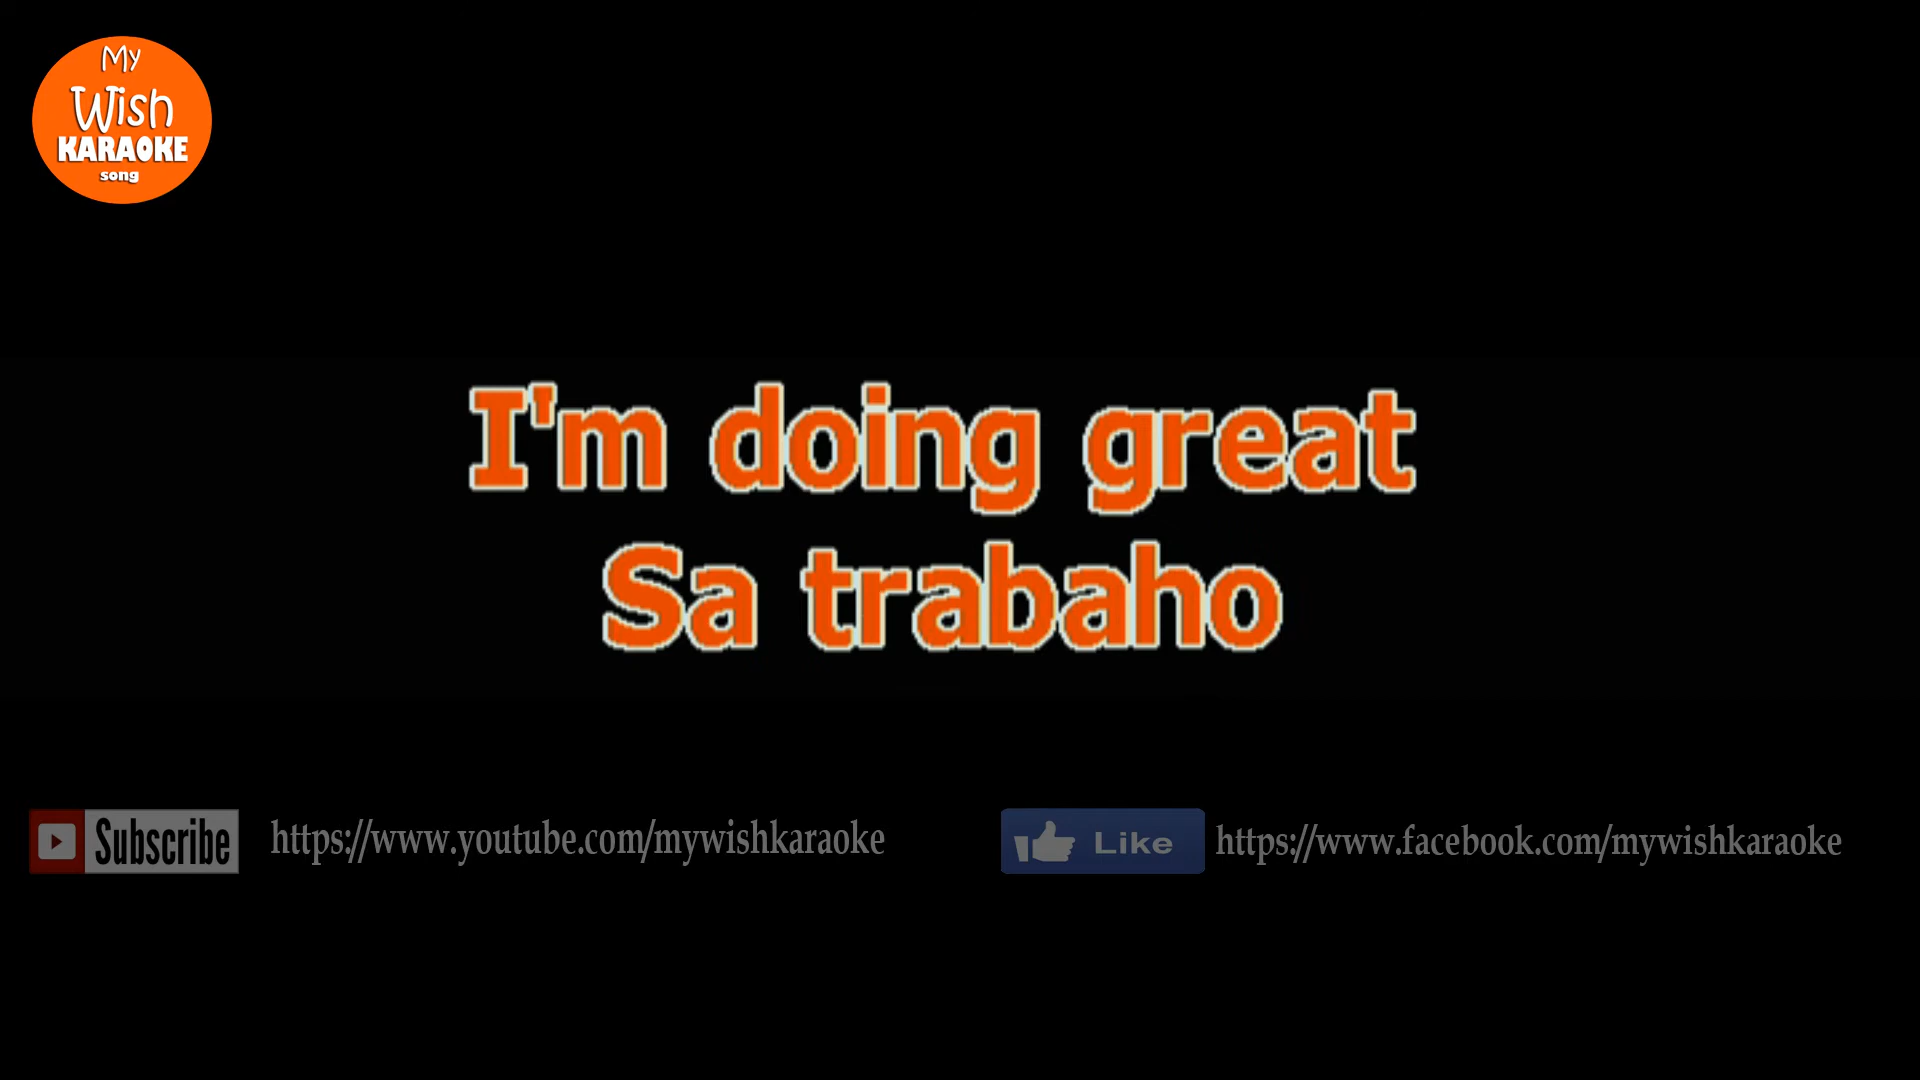 My
Wish
KARAOKE
song
I'm doing great
Sa trabaho
Subscribe
https://www.youtube.com/mywishkaraoke
Like
https://www.facebook.com/mywishkaraoke